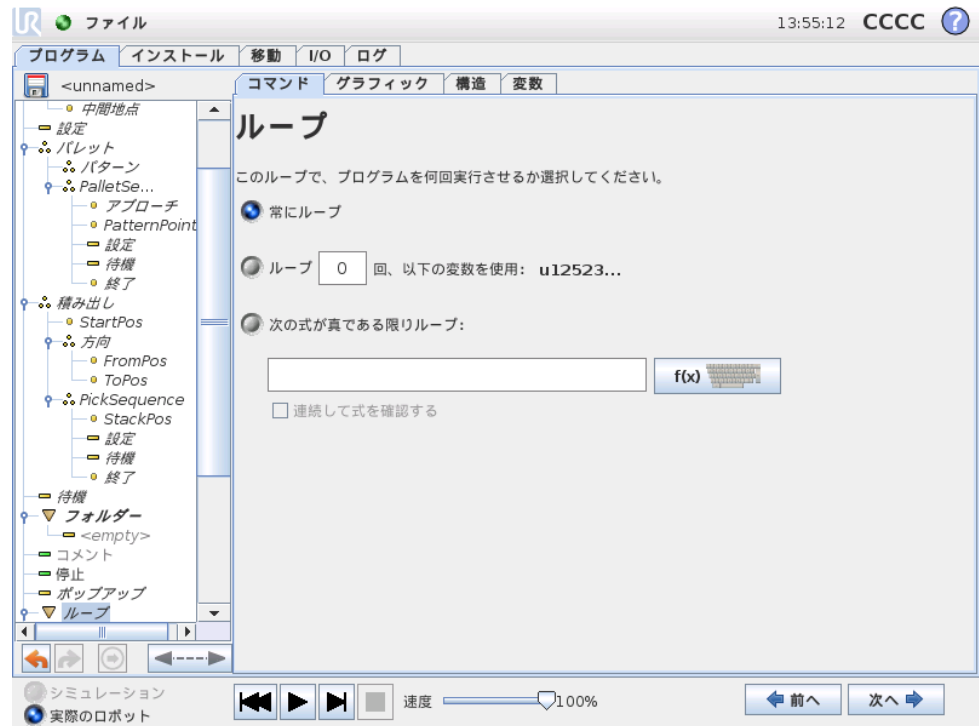 UR ファイル 13:55:12 CCCC ?
プログラム インストール 移動 I/O ログ
<unnamed>
コマンド グラフィック 構造 変数
中間地点
設定
パレット
パターン
PalletSe...
アプローチ
PatternPoint
設定
待機
終了
積み出し
StartPos
方向
FromPos
ToPos
PickSequence
StackPos
設定
待機
終了
待機
フォルダー
<empty>
コメント
停止
ポップアップ
ループ
ループ
このループで、プログラムを何回実行させるか選択してください。
常にループ
ループ 0 回、以下の変数を使用: u12523...
次の式が真である限りループ:
f(x)
連続して式を確認する
シミュレーション
実際のロボット
速度 100%
前へ 次へ